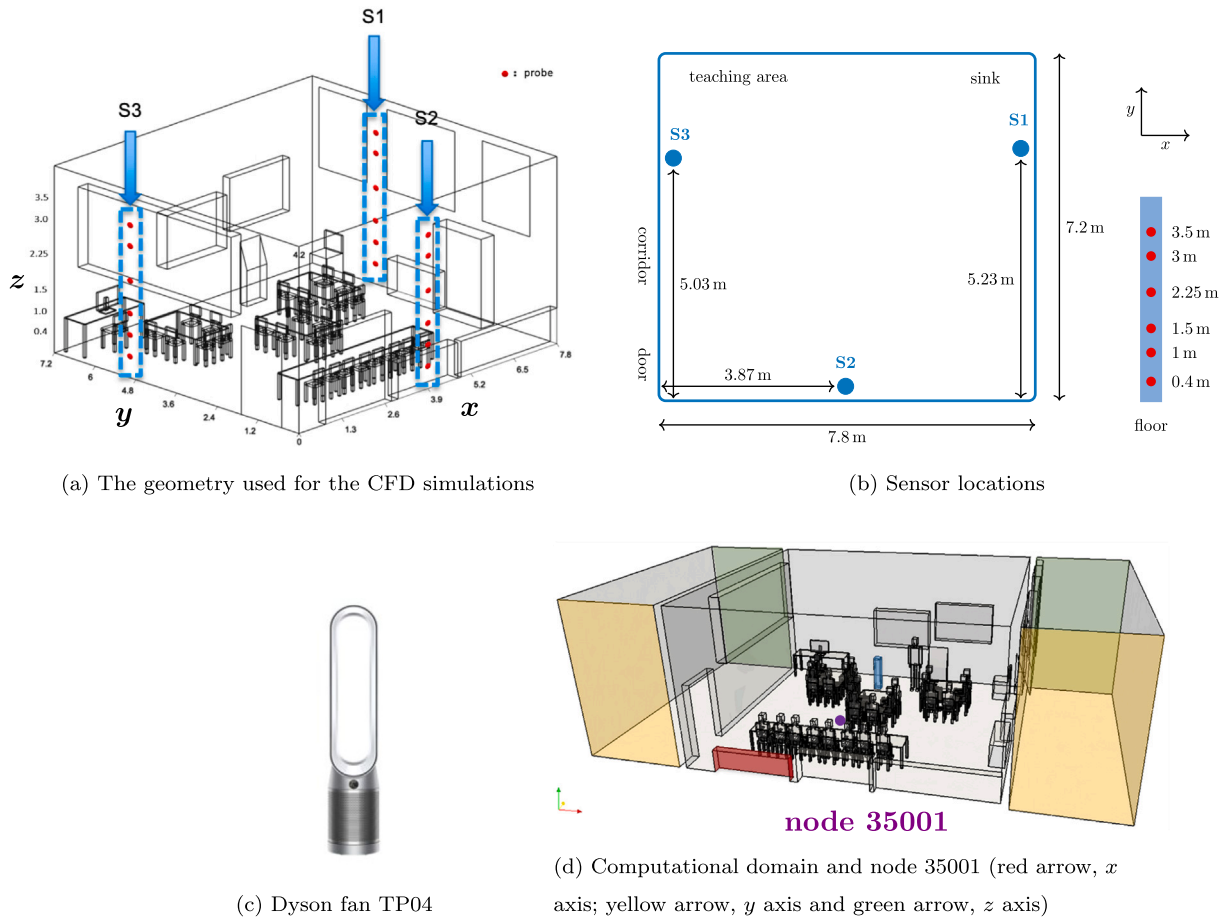 S1
: probe
S3
S2
3.5
3.0
2.25
1.5
1.0
0.4
z
4.2
7.2
6
4.8
3.6
2.4
1.2
0
1.3
2.6
3.9
5.2
6.5
7.8
y
x
(a) The geometry used for the CFD simulations
teaching area
sink
S3
S1
corridor
5.03 m
5.23 m
door
S2
3.87 m
7.2 m
7.8 m
y
x
3.5 m
3 m
2.25 m
1.5 m
1 m
0.4 m
floor
(b) Sensor locations
(c) Dyson fan TP04
node 35001
(d) Computational domain and node 35001 (red arrow, x
axis; yellow arrow, y axis and green arrow, z axis)